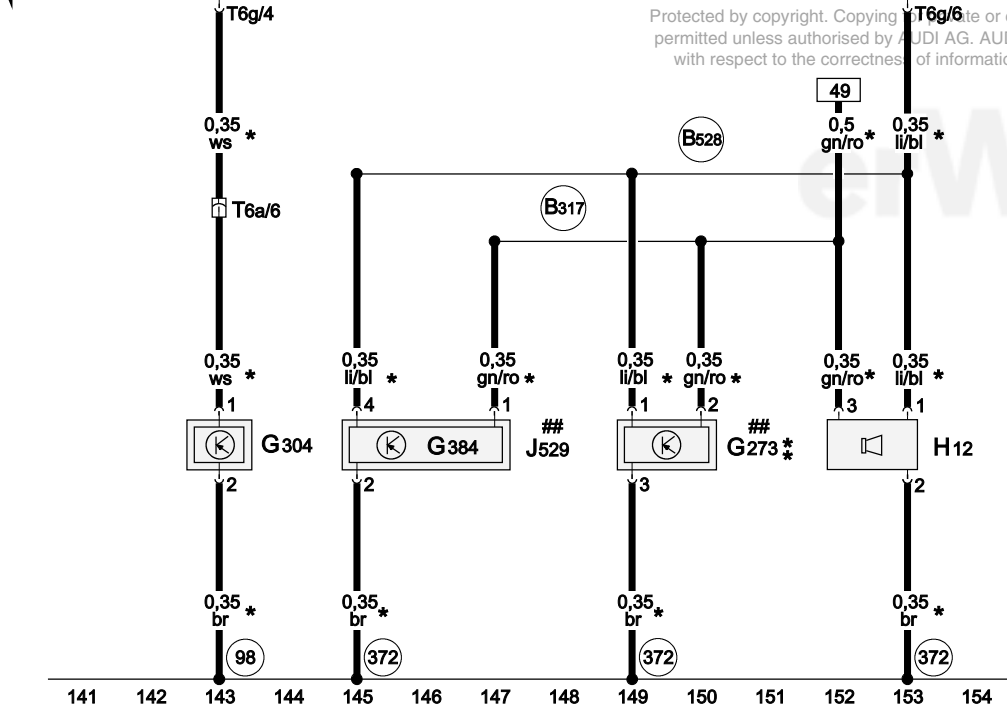 T6g/4
T6g/6
Protected by copyright. Copying for private or
permitted unless authorised by AUDI AG. AUDI
with respect to the correctness of informatio
49
0,35
ws *
B528
0,5
gn/ro *
0,35
li/bl *
erW
T6a/6
B317
0,35
ws *
0,35
li/bl *
0,35
gn/ro *
0,35
li/bl *
0,35
gn/ro *
0,35
gn/ro *
0,35
li/bl *
1
4
1
1
2
3
1
G304
G384
##
J529
##
G273 **
H12
2
2
3
2
0,35
br *
0,35
br *
0,35
br *
0,35
br *
98
372
372
372
141 142 143 144 145 146 147 148 149 150 151 152 153 154